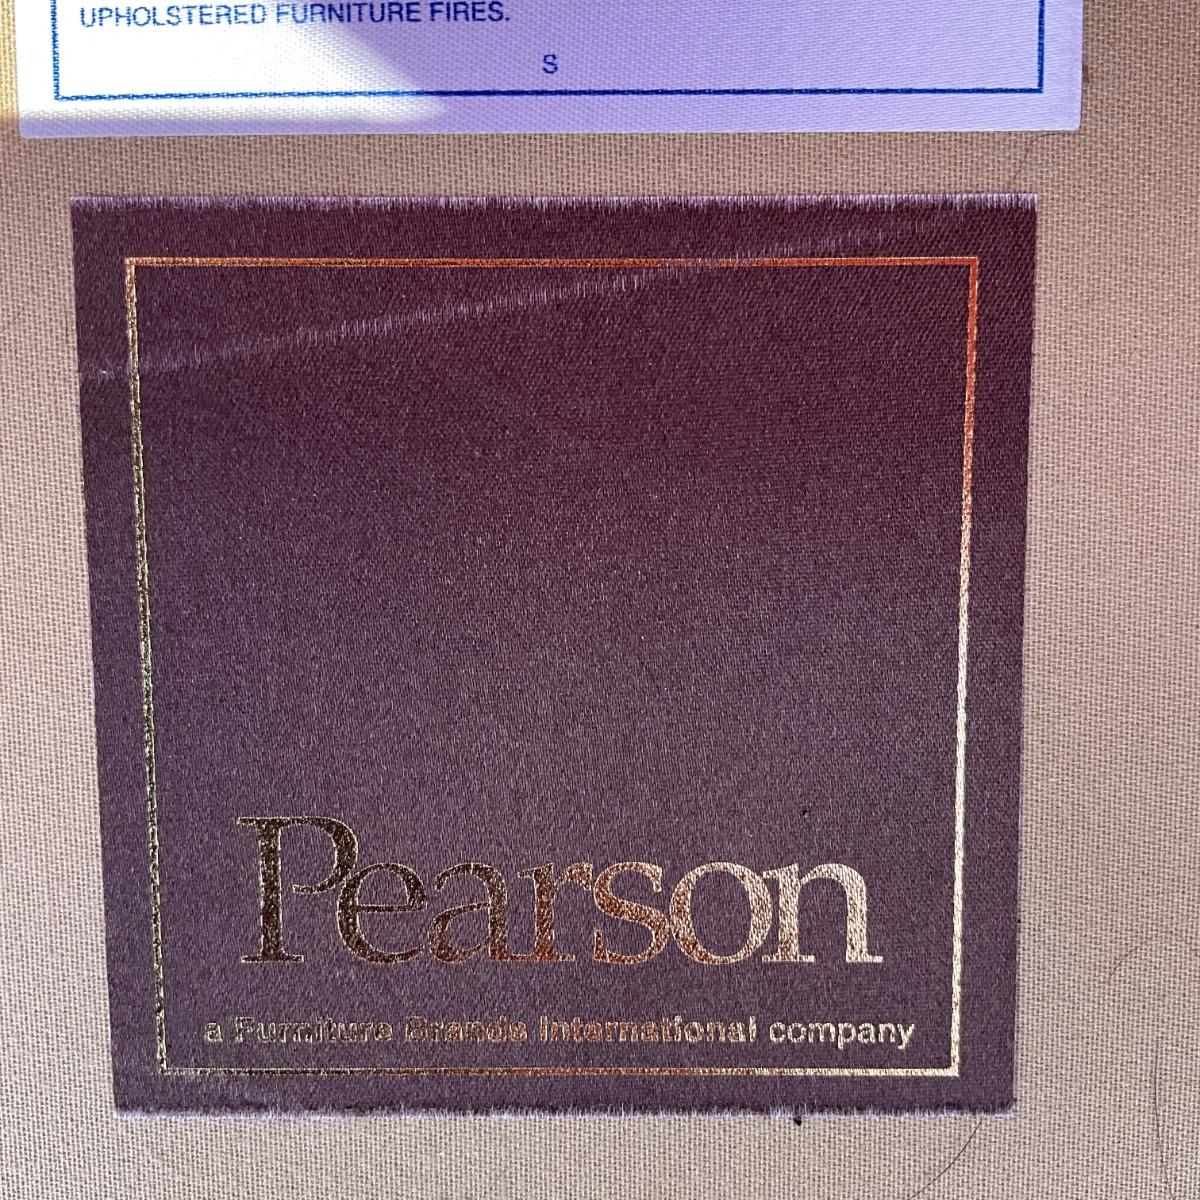 UPHOLSTERED FURNITURE FIRES.
S
Pearson
a Furniture Brands International company